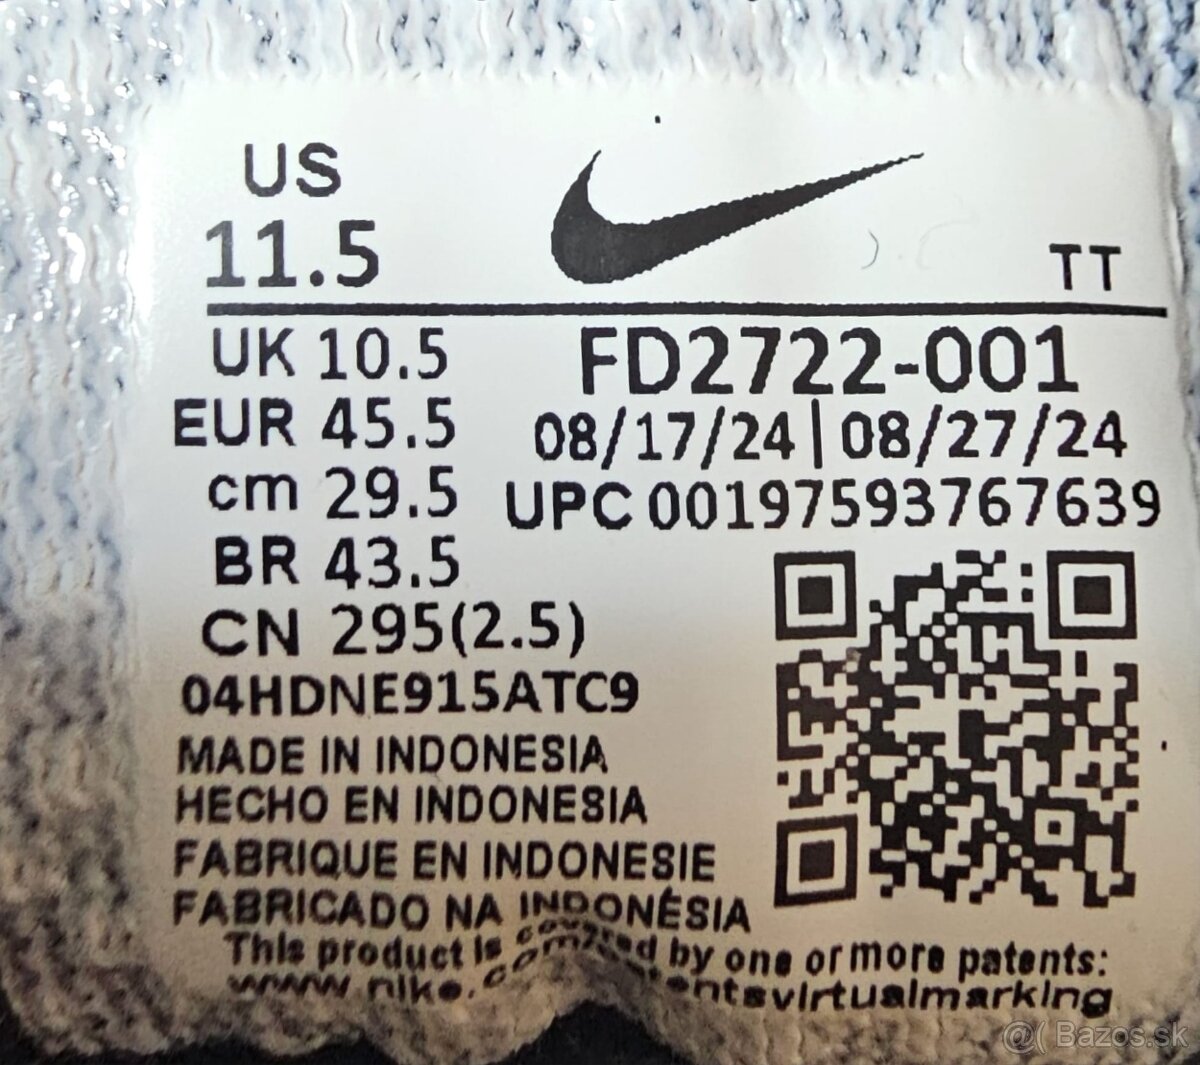 US
11.5
TT
UK 10.5
EUR 45.5
cm 29.5
BR 43.5
CN 295(2.5)
FD2722-001
08/17/24|08/27/24
UPC 00197593767639
04HDNE915ATC9
MADE IN INDONESIA
HECHO EN INDONESIA
FABRIQUE EN INDONESIE
FABRICADO NA INDONÉSIA
This product is covered by one or more patents:
www.nike.com/patentsvirtualmarking
@( Bazos.sk